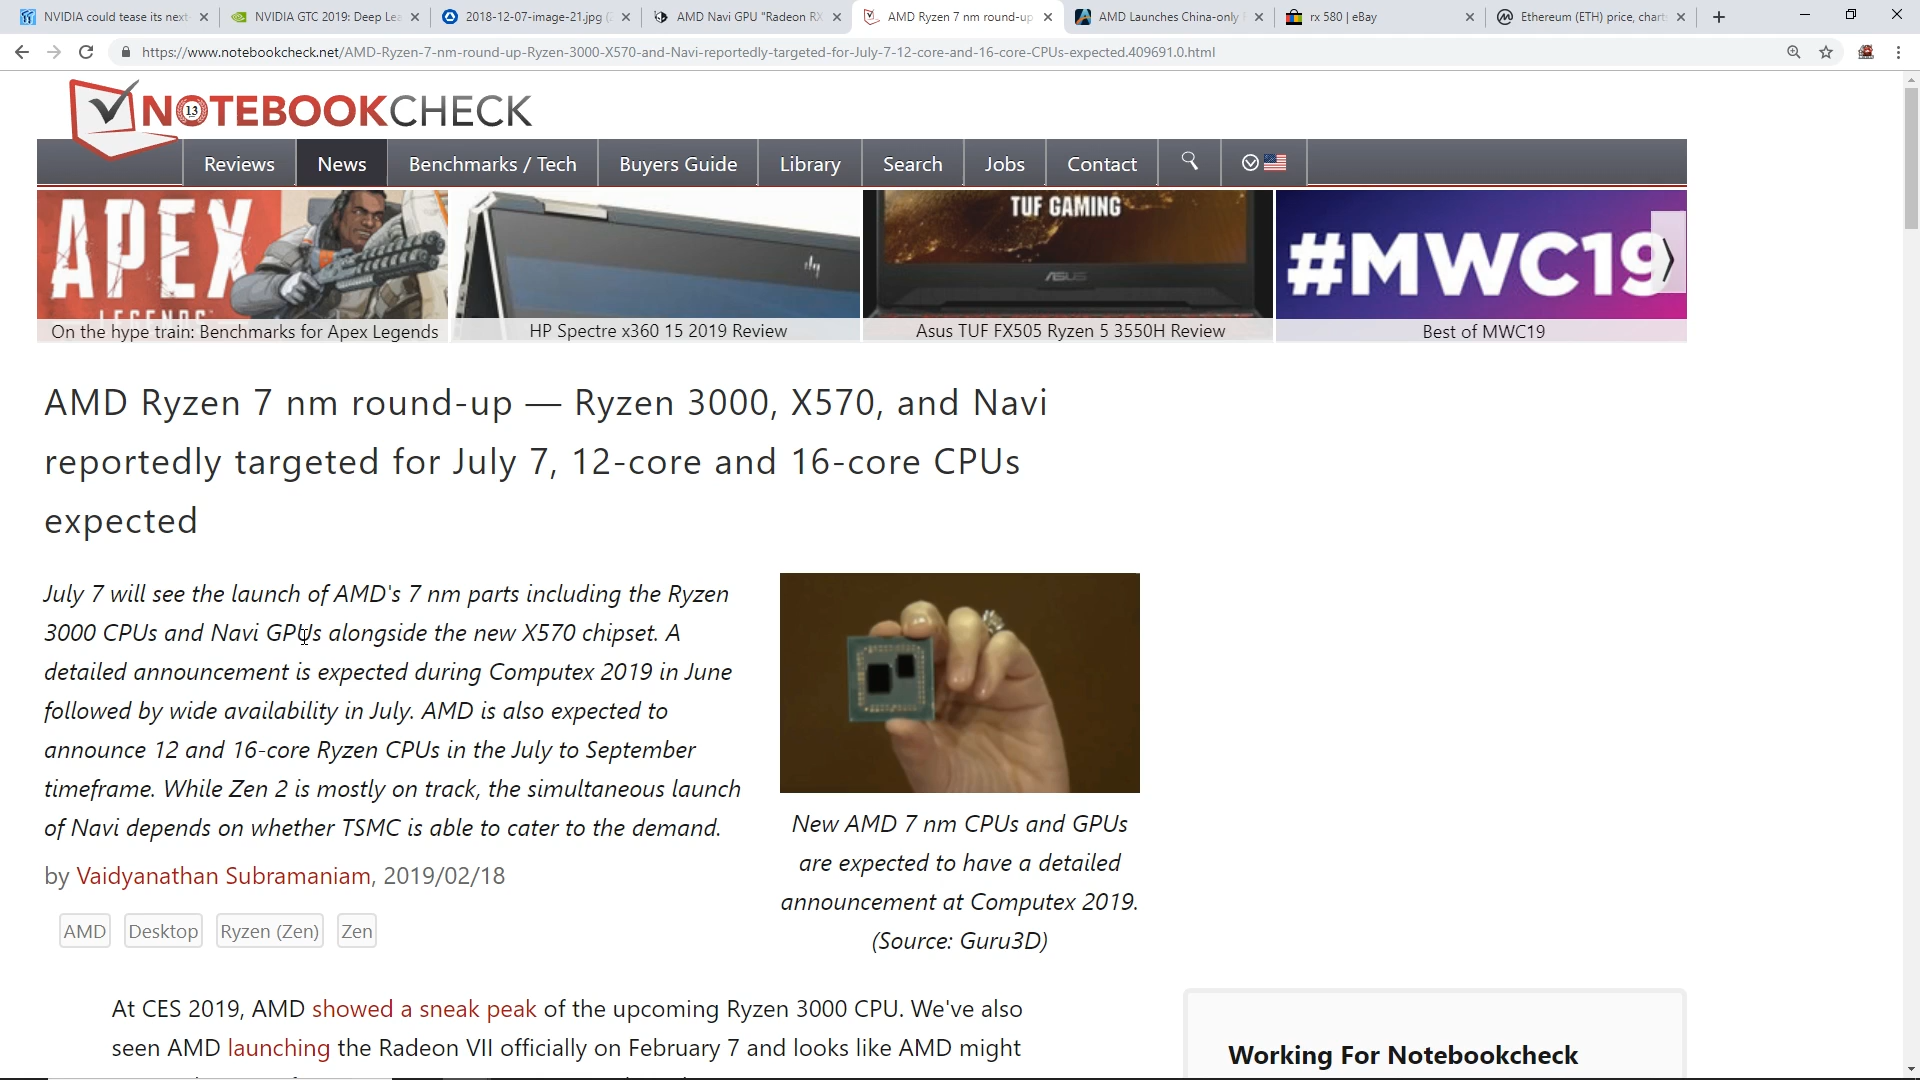 NVIDIA could tease its next
NVIDIA GTC 2019: Deep Lea
2018-12-07-image-21.jpg (
AMD Navi GPU "Radeon RX
AMD Ryzen 7 nm round-up
AMD Launches China-only
rx 580 | eBay
Ethereum (ETH) price, charts
https://www.notebookcheck.net/AMD-Ryzen-7-nm-round-up-Ryzen-3000-X570-and-Navi-reportedly-targeted-for-July-7-12-core-and-16-core-CPUs-expected.409691.0.html
NOTEBOOKCHECK
13
Reviews
News
Benchmarks / Tech
Buyers Guide
Library
Search
Jobs
Contact
APEX
LEGENDS
hp
TUF GAMING
ASUS
#MWC19
On the hype train: Benchmarks for Apex Legends
HP Spectre x360 15 2019 Review
Asus TUF FX505 Ryzen 5 3550H Review
Best of MWC19
AMD Ryzen 7 nm round-up — Ryzen 3000, X570, and Navi
reportedly targeted for July 7, 12-core and 16-core CPUs
expected
July 7 will see the launch of AMD's 7 nm parts including the Ryzen
3000 CPUs and Navi GPUs alongside the new X570 chipset. A
detailed announcement is expected during Computex 2019 in June
followed by wide availability in July. AMD is also expected to
announce 12 and 16-core Ryzen CPUs in the July to September
timeframe. While Zen 2 is mostly on track, the simultaneous launch
of Navi depends on whether TSMC is able to cater to the demand.
by Vaidyanathan Subramaniam, 2019/02/18
AMD
Desktop
Ryzen (Zen)
Zen
New AMD 7 nm CPUs and GPUs
are expected to have a detailed
announcement at Computex 2019.
(Source: Guru3D)
At CES 2019, AMD showed a sneak peak of the upcoming Ryzen 3000 CPU. We've also
seen AMD launching the Radeon VII officially on February 7 and looks like AMD might
Working For Notebookcheck